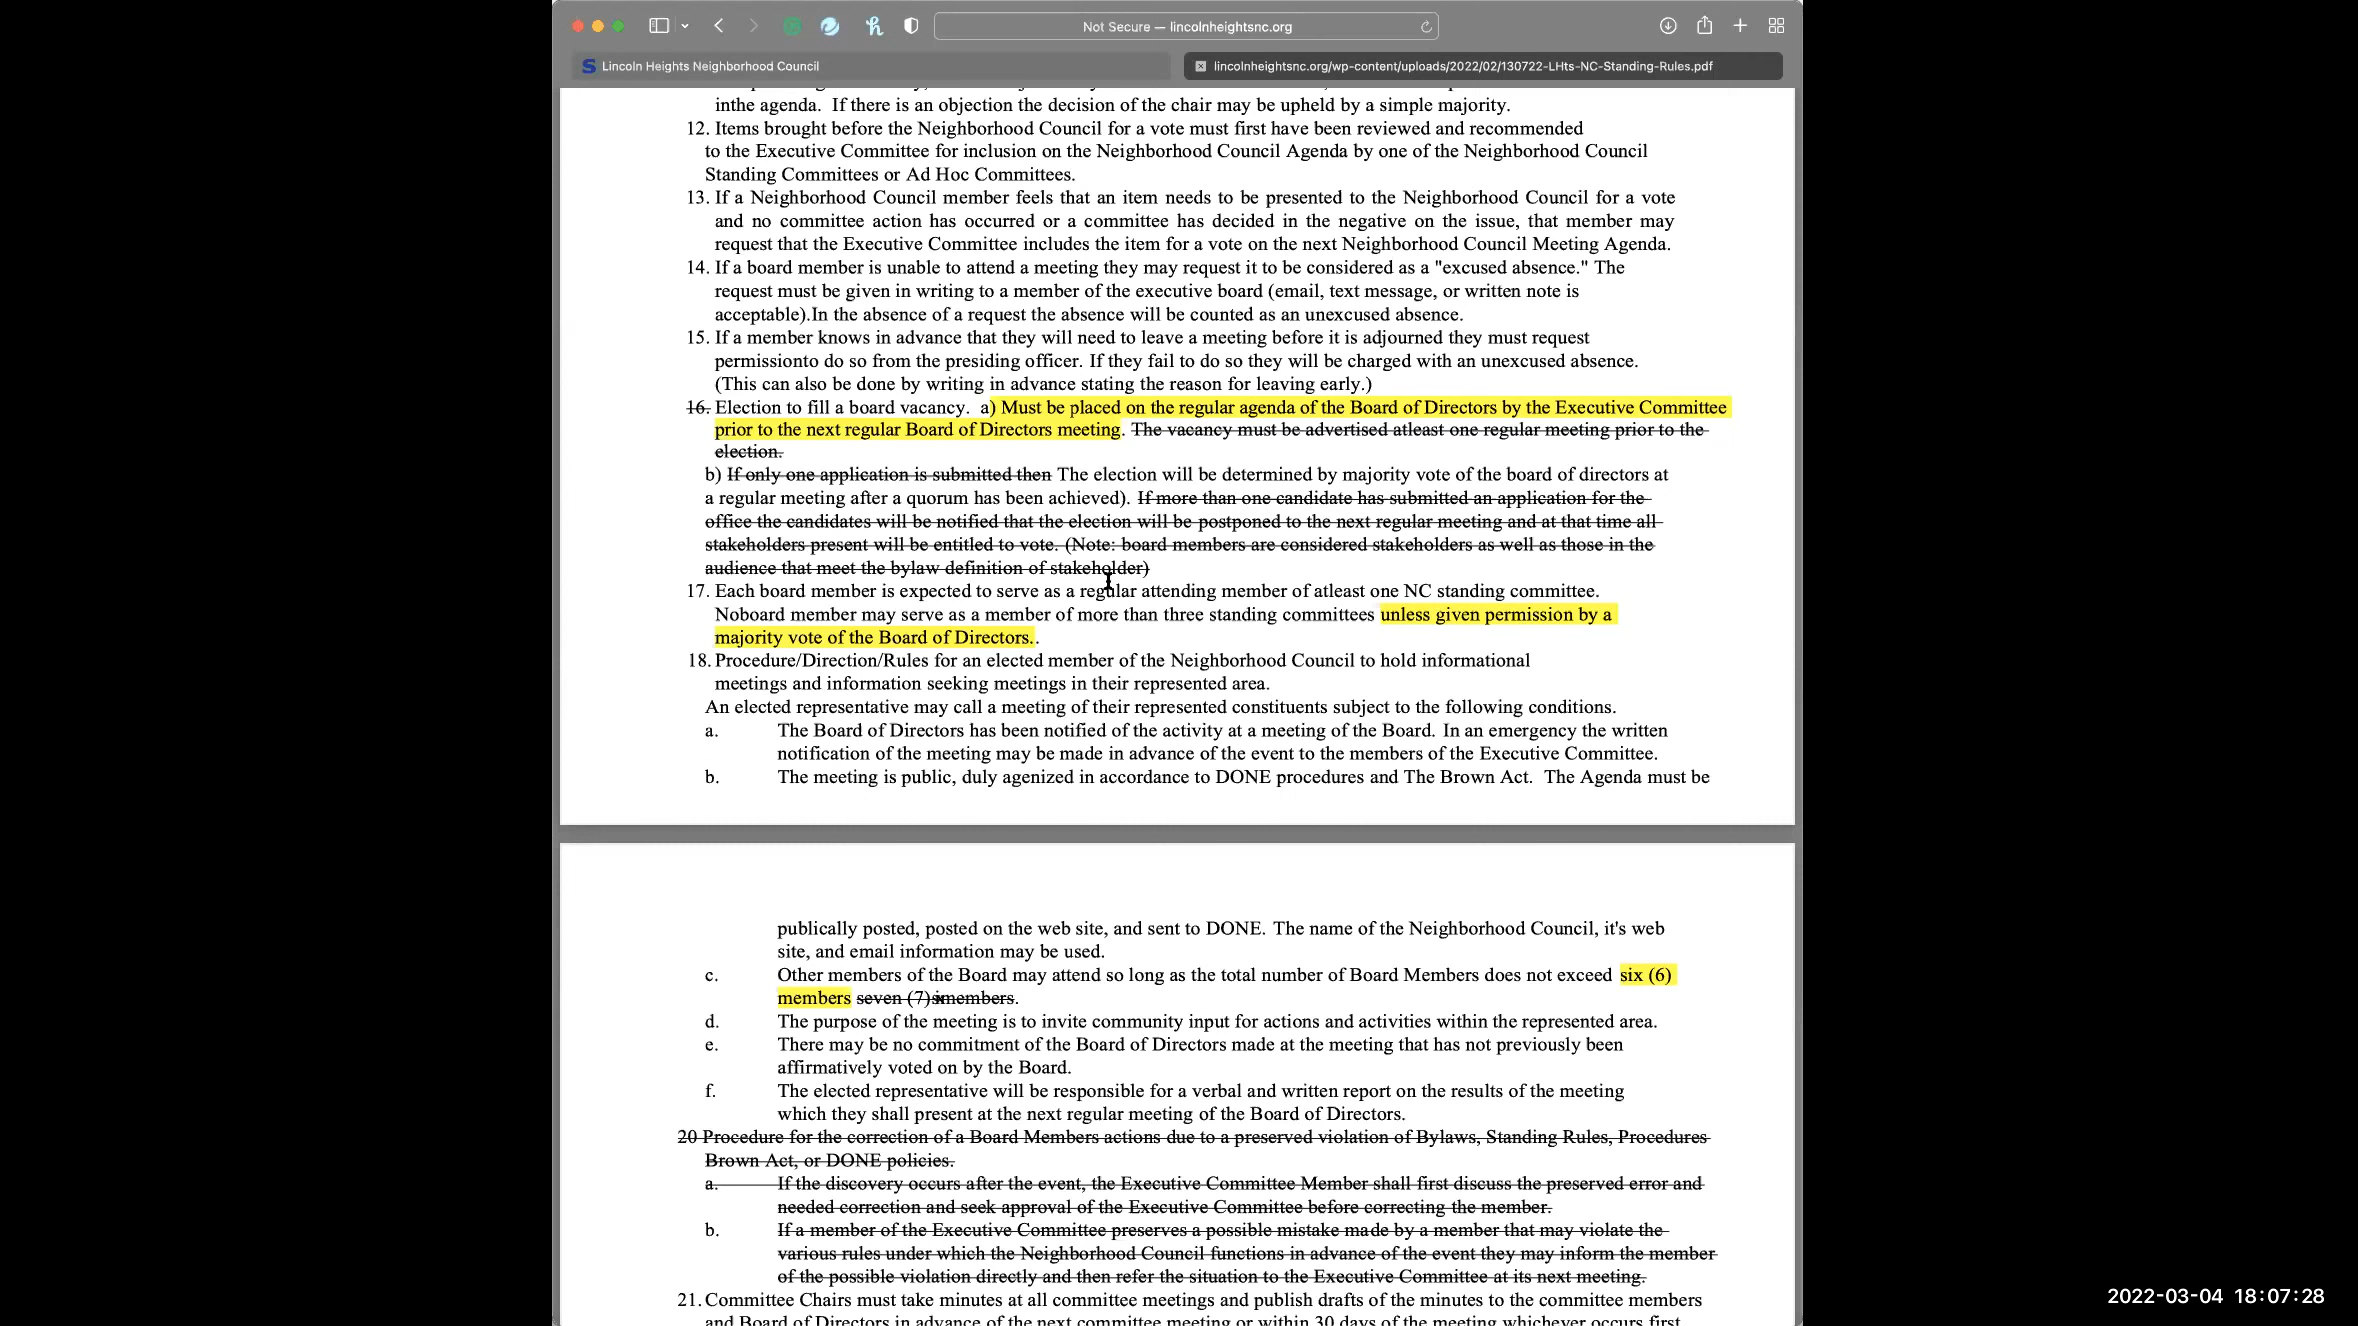 Not Secure — lincolnheightsnc.org
S Lincoln Heights Neighborhood Council
lincolnheightsnc.org/wp-content/uploads/2022/02/130722-LHts-NC-Standing-Rules.pdf
inthe agenda.  If there is an objection the decision of the chair may be upheld by a simple majority.
12. Items brought before the Neighborhood Council for a vote must first have been reviewed and recommended
to the Executive Committee for inclusion on the Neighborhood Council Agenda by one of the Neighborhood Council
Standing Committees or Ad Hoc Committees.
13. If a Neighborhood Council member feels that an item needs to be presented to the Neighborhood Council for a vote
and no committee action has occurred or a committee has decided in the negative on the issue, that member may
request that the Executive Committee includes the item for a vote on the next Neighborhood Council Meeting Agenda.
14. If a board member is unable to attend a meeting they may request it to be considered as a "excused absence." The
request must be given in writing to a member of the executive board (email, text message, or written note is
acceptable).In the absence of a request the absence will be counted as an unexcused absence.
15. If a member knows in advance that they will need to leave a meeting before it is adjourned they must request
permissionto do so from the presiding officer. If they fail to do so they will be charged with an unexcused absence.
(This can also be done by writing in advance stating the reason for leaving early.)
16. Election to fill a board vacancy.  a) Must be placed on the regular agenda of the Board of Directors by the Executive Committee
prior to the next regular Board of Directors meeting. The vacancy must be advertised atleast one regular meeting prior to the
election.
b) If only one application is submitted then The election will be determined by majority vote of the board of directors at
a regular meeting after a quorum has been achieved). If more than one candidate has submitted an application for the
office the candidates will be notified that the election will be postponed to the next regular meeting and at that time all
stakeholders present will be entitled to vote. (Note: board members are considered stakeholders as well as those in the
audience that meet the bylaw definition of stakeholder)
17. Each board member is expected to serve as a regular attending member of atleast one NC standing committee.
Noboard member may serve as a member of more than three standing committees unless given permission by a
majority vote of the Board of Directors..
18. Procedure/Direction/Rules for an elected member of the Neighborhood Council to hold informational
meetings and information seeking meetings in their represented area.
An elected representative may call a meeting of their represented constituents subject to the following conditions.
a. The Board of Directors has been notified of the activity at a meeting of the Board. In an emergency the written
notification of the meeting may be made in advance of the event to the members of the Executive Committee.
b. The meeting is public, duly agenized in accordance to DONE procedures and The Brown Act.  The Agenda must be
publically posted, posted on the web site, and sent to DONE.  The name of the Neighborhood Council, it's web
site, and email information may be used.
c. Other members of the Board may attend so long as the total number of Board Members does not exceed six (6)
members seven (7) members.
d. The purpose of the meeting is to invite community input for actions and activities within the represented area.
e. There may be no commitment of the Board of Directors made at the meeting that has not previously been
affirmatively voted on by the Board.
f. The elected representative will be responsible for a verbal and written report on the results of the meeting
which they shall present at the next regular meeting of the Board of Directors.
20 Procedure for the correction of a Board Members actions due to a preserved violation of Bylaws, Standing Rules, Procedures
Brown Act, or DONE policies.
a. If the discovery occurs after the event, the Executive Committee Member shall first discuss the preserved error and
needed correction and seek approval of the Executive Committee before correcting the member.
b. If a member of the Executive Committee preserves a possible mistake made by a member that may violate the
various rules under which the Neighborhood Council functions in advance of the event they may inform the member
of the possible violation directly and then refer the situation to the Executive Committee at its next meeting.
21. Committee Chairs must take minutes at all committee meetings and publish drafts of the minutes to the committee members
and Board of Directors in advance of the next committee meeting or within 30 days of the meeting whichever occurs first
2022-03-04 18:07:28